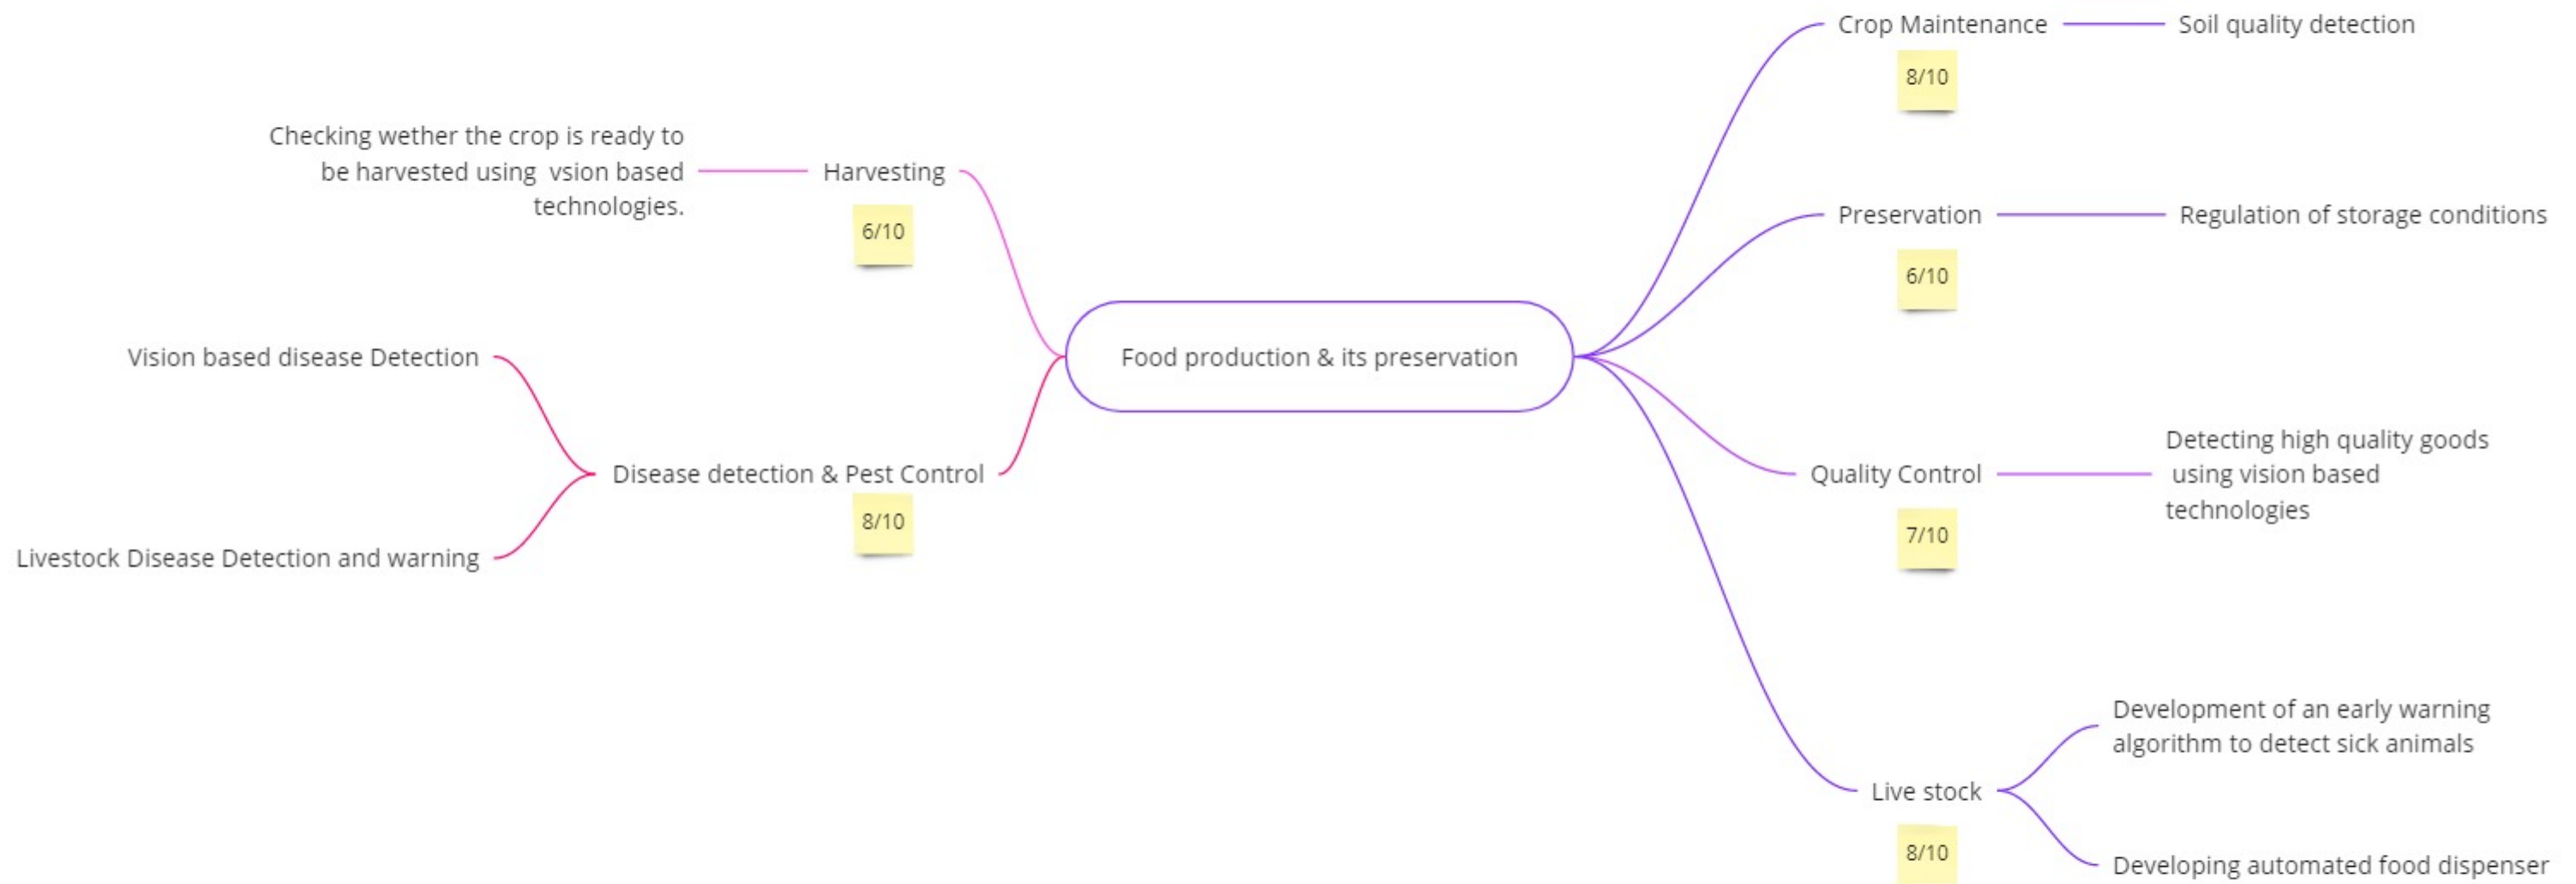 Crop Maintenance
Soil quality detection
8/10
Checking wether the crop is ready to
be harvested using  vsion based
technologies.
Harvesting
6/10
Preservation
Regulation of storage conditions
6/10
Food production & its preservation
Vision based disease Detection
Disease detection & Pest Control
8/10
Livestock Disease Detection and warning
Quality Control
7/10
Detecting high quality goods
using vision based
technologies
Live stock
8/10
Development of an early warning
algorithm to detect sick animals
Developing automated food dispenser